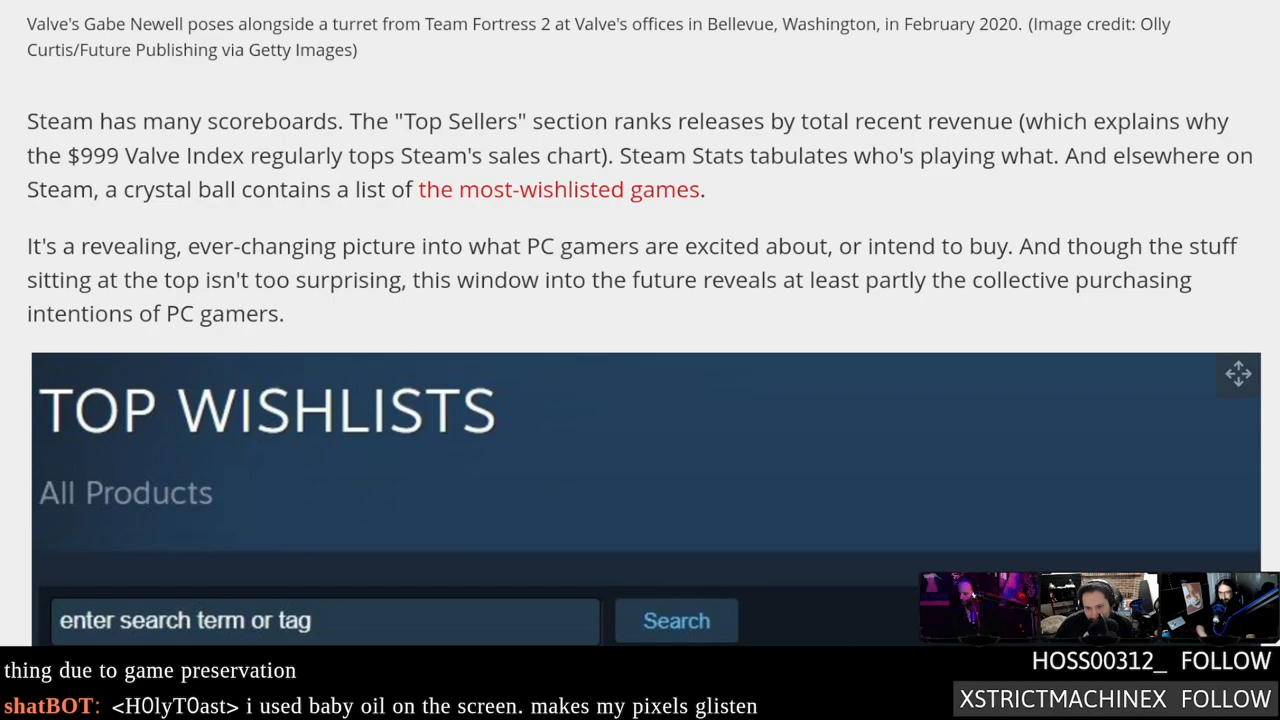 Valve's Gabe Newell poses alongside a turret from Team Fortress 2 at Valve's offices in Bellevue, Washington, in February 2020. (Image credit: Olly
Curtis/Future Publishing via Getty Images)
Steam has many scoreboards. The "Top Sellers" section ranks releases by total recent revenue (which explains why
the $999 Valve Index regularly tops Steam's sales chart). Steam Stats tabulates who's playing what. And elsewhere on
Steam, a crystal ball contains a list of the most-wishlisted games.
It's a revealing, ever-changing picture into what PC gamers are excited about, or intend to buy. And though the stuff
sitting at the top isn't too surprising, this window into the future reveals at least partly the collective purchasing
intentions of PC gamers.
TOP WISHLISTS
All Products
enter search term or tag
Search
thing due to game preservation
shatBOT: <H0lyT0ast> i used baby oil on the screen. makes my pixels glisten
HOSS00312_ FOLLOW
XSTRICTMACHINEX FOLLOW